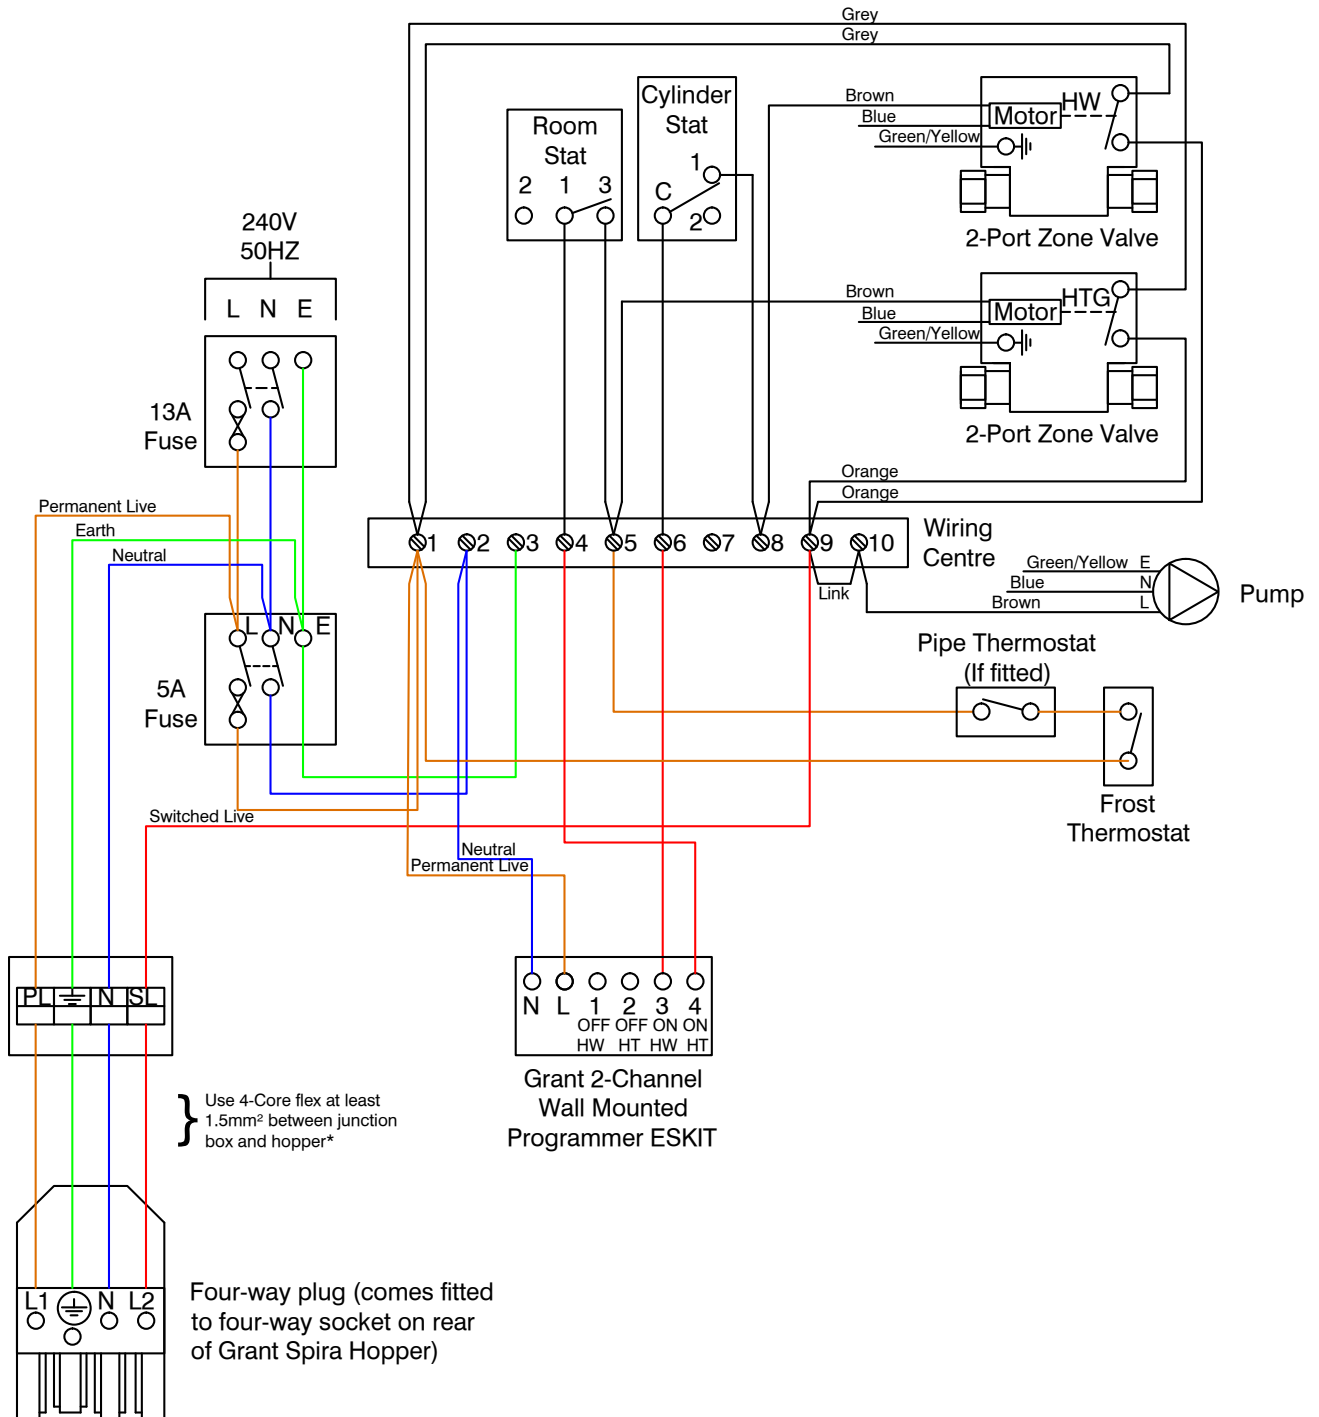 Grey
Grey
Cylinder
Stat
1
C
2
Room
Stat
2 1 3
Brown
Blue
Green/Yellow
Motor
HW
2-Port Zone Valve
240V
50HZ
L N E
13A
Fuse
Brown
Blue
Green/Yellow
Motor
HTG
2-Port Zone Valve
Orange
Orange
Permanent Live
Earth
Neutral
1 2 3 4 5 6 7 8 9 10
Wiring
Centre
Link
Green/Yellow E
Blue N
Brown L
Pump
L N E
5A
Fuse
Pipe Thermostat
(If fitted)
Frost
Thermostat
Switched Live
Neutral
Permanent Live
PL N SL
N L 1 2 3 4
OFF OFF ON ON
HW HT HW HT
Grant 2-Channel
Wall Mounted
Programmer ESKIT
} Use 4-Core flex at least
1.5mm² between junction
box and hopper*
L1 N L2
Four-way plug (comes fitted
to four-way socket on rear
of Grant Spira Hopper)